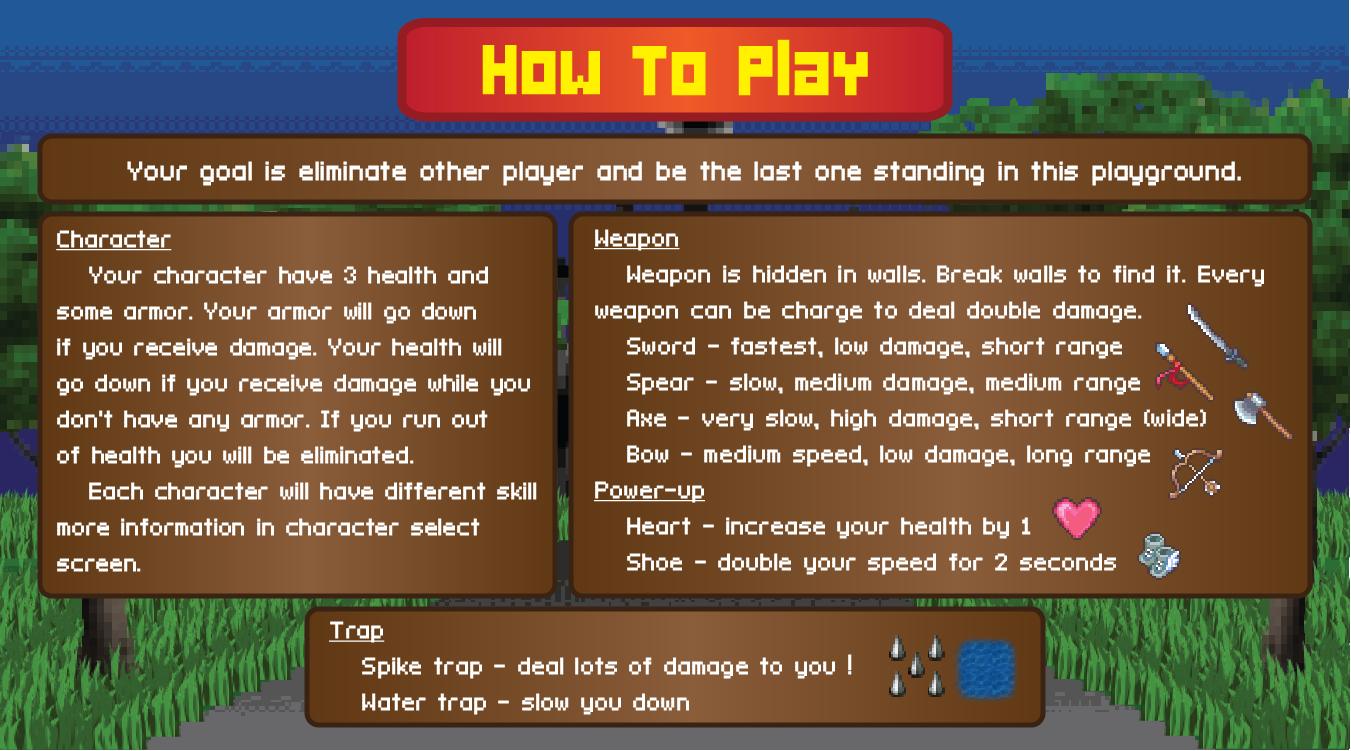 How To Play
Your goal is eliminate other player and be the last one standing in this playground.
Character
Your character have 3 health and
some armor. Your armor will go down
if you receive damage. Your health will
go down if you receive damage while you
don't have any armor. If you run out
of health you will be eliminated.
Each character will have different skill
more information in character select
screen.
Weapon
Weapon is hidden in walls. Break walls to find it. Every
weapon can be charge to deal double damage.
Sword - fastest, low damage, short range
Spear - slow, medium damage, medium range
Axe - very slow, high damage, short range (wide)
Bow - medium speed, low damage, long range
Power-up
Heart - increase your health by 1
Shoe - double your speed for 2 seconds
Trap
Spike trap - deal lots of damage to you !
Water trap - slow you down